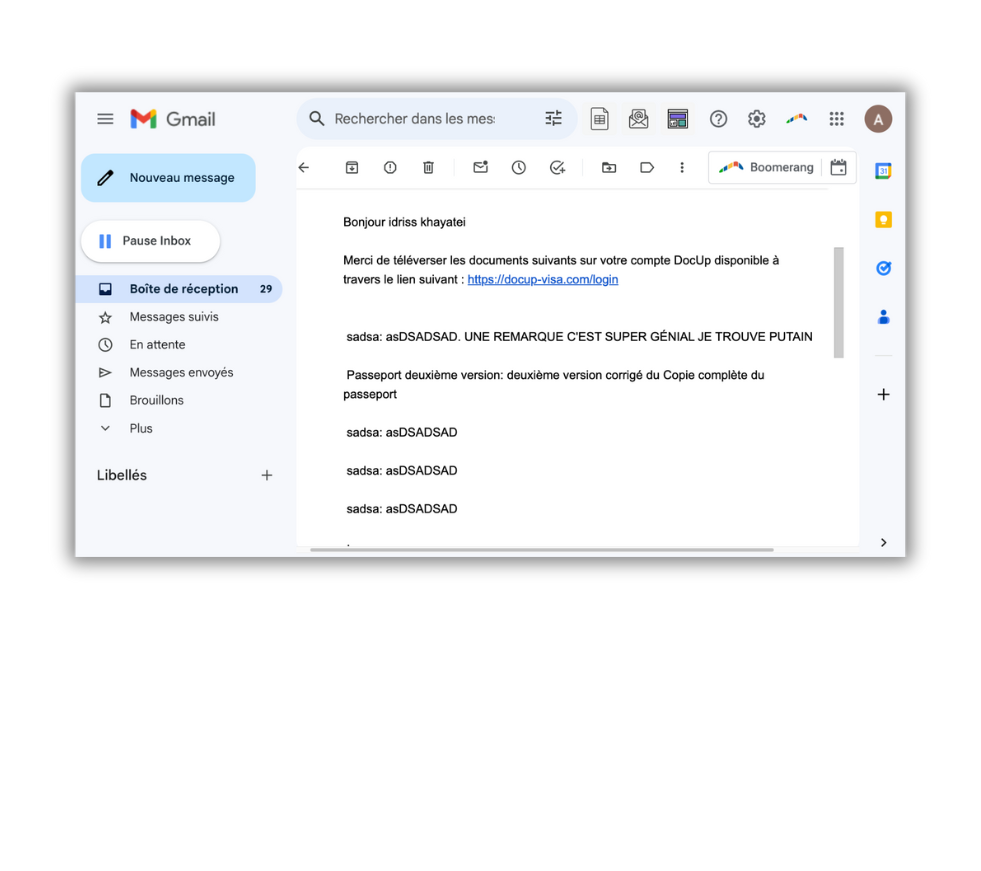 Gmail
Rechercher dans les mes
A
Nouveau message
Boomerang
31
Pause Inbox
Boîte de réception 29
Messages suivis
En attente
Messages envoyés
Brouillons
Plus
Libellés
Bonjour idriss khayatei
Merci de téléverser les documents suivants sur votre compte DocUp disponible à
travers le lien suivant : https://docup-visa.com/login
sadsa: asDSADSAD. UNE REMARQUE C'EST SUPER GÉNIAL JE TROUVE PUTAIN
Passeport deuxième version: deuxième version corrigé du Copie complète du
passeport
sadsa: asDSADSAD
sadsa: asDSADSAD
sadsa: asDSADSAD